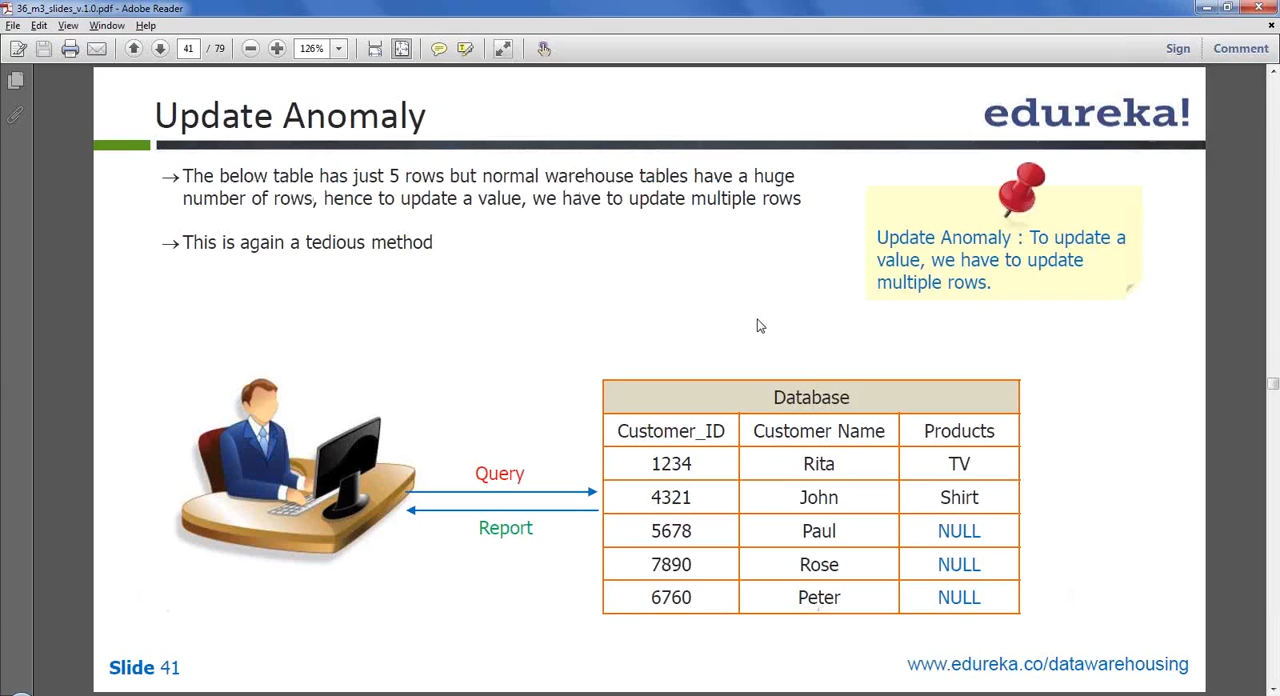 36_m3_slides_v.1.0.pdf - Adobe Reader
File Edit View Window Help
41 / 79 126% Sign Comment
Update Anomaly
edureka!
→ The below table has just 5 rows but normal warehouse tables have a huge
number of rows, hence to update a value, we have to update multiple rows
→ This is again a tedious method
Update Anomaly : To update a
value, we have to update
multiple rows.
Query
Report
Database
Customer_ID Customer Name Products
1234 Rita TV
4321 John Shirt
5678 Paul NULL
7890 Rose NULL
6760 Peter NULL
Slide 41
www.edureka.co/datawarehousing